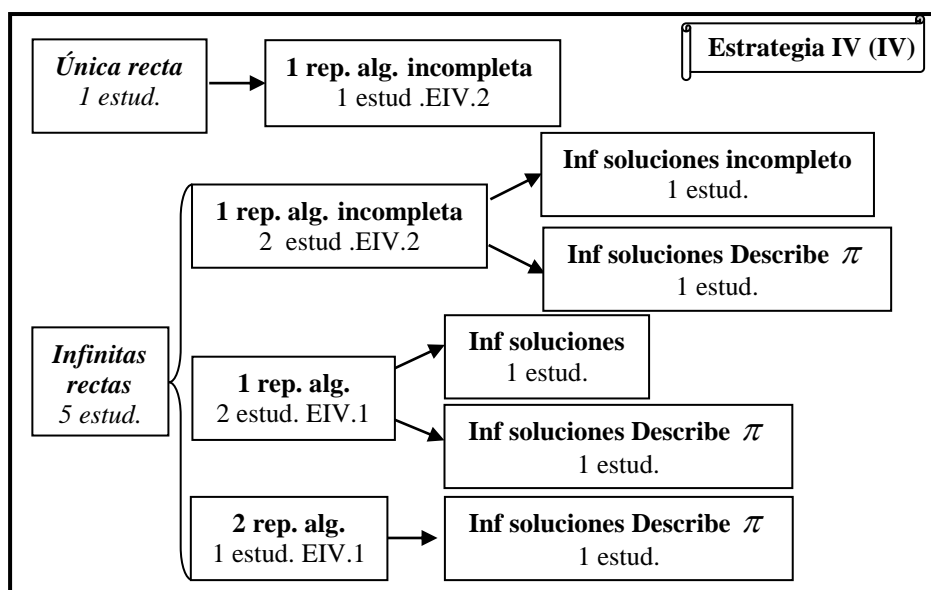 Estrategia IV (IV)
Única recta
1 estud.
1 rep. alg. incompleta
1 estud .EIV.2
Infinitas
rectas
5 estud.
1 rep. alg. incompleta
2 estud .EIV.2
Inf soluciones incompleto
1 estud.
Inf soluciones Describe π
1 estud.
1 rep. alg.
2 estud. EIV.1
Inf soluciones
1 estud.
Inf soluciones Describe π
1 estud.
2 rep. alg.
1 estud. EIV.1
Inf soluciones Describe π
1 estud.